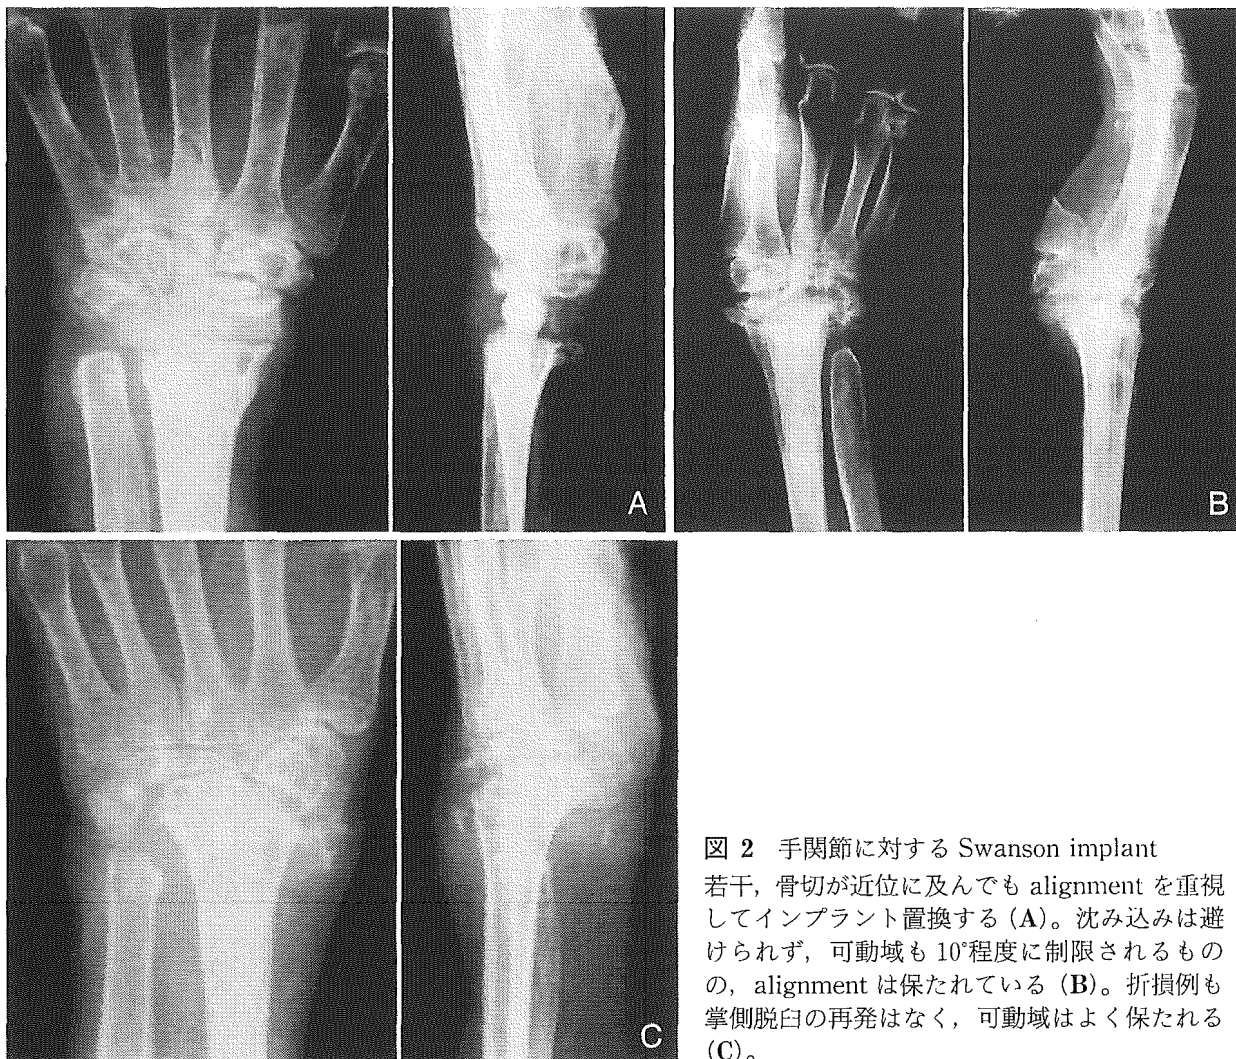 A
B
C
図 2 手関節に対する Swanson implant
若干，骨切が近位に及んでも alignment を重視
してインプラント置換する (A)。沈み込みは避
けられず，可動域も 10°程度に制限されるもの
の，alignment は保たれている (B)。折損例も
掌側脱臼の再発はなく，可動域はよく保たれる
(C)。